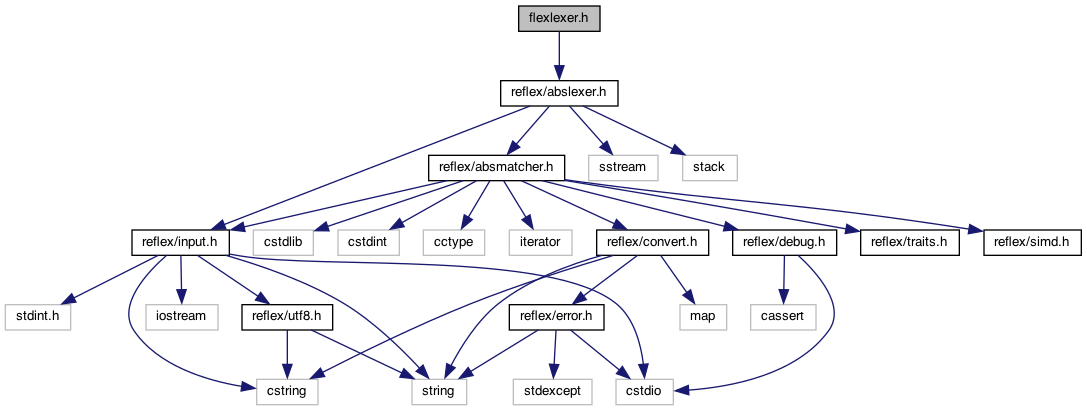 flexlexer.h
reflex/abslexer.h
reflex/absmatcher.h
sstream
stack
reflex/input.h
cstdlib
cstdint
cctype
iterator
reflex/convert.h
reflex/debug.h
reflex/traits.h
reflex/simd.h
stdint.h
iostream
reflex/utf8.h
reflex/error.h
map
cassert
cstring
string
stdexcept
cstdio